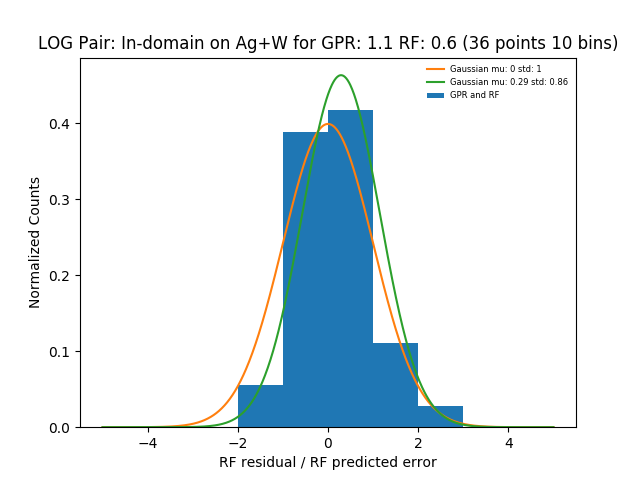 LOG Pair: In-domain on Ag+W for GPR: 1.1 RF: 0.6 (36 points 10 bins)
Gaussian mu: 0 std: 1
Gaussian mu: 0.29 std: 0.86
GPR and RF
Normalized Counts
0.4
0.3
0.2
0.1
0.0
−4 −2 0 2 4
RF residual / RF predicted error